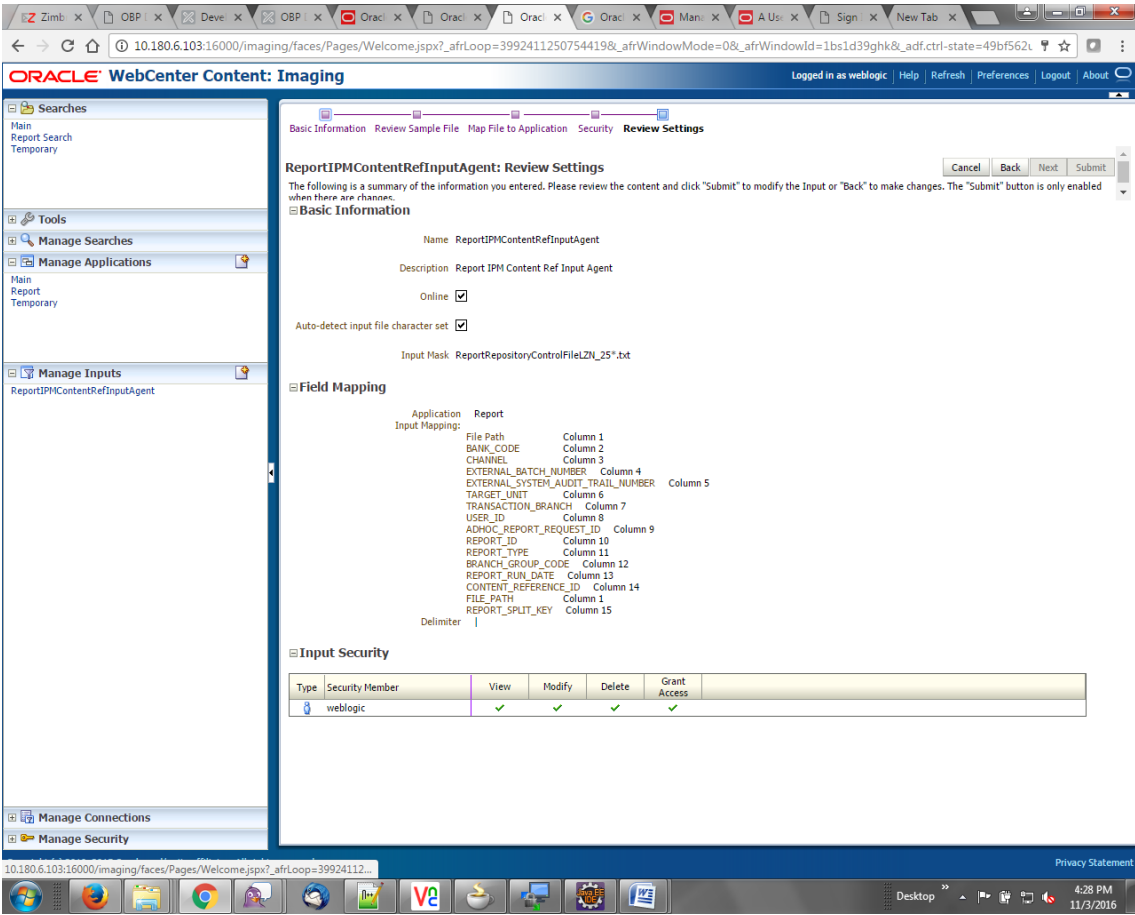 Zimb
OBP
Deve
OBP
Oracl
Oracl
Oracl
Oracl
Mana
A Use
Sign
New Tab
10.180.6.103:16000/imaging/faces/Pages/Welcome.jspx?_afrLoop=3992411250754419&_afrWindowMode=0&_afrWindowId=1bs1d39ghk&_adf.ctrl-state=49bf562u
ORACLE WebCenter Content: Imaging
Logged in as weblogic | Help | Refresh | Preferences | Logout | About
Searches
Main
Report Search
Temporary
Tools
Manage Searches
Manage Applications
Main
Report
Temporary
Manage Inputs
ReportIPMContentRefInputAgent
Manage Connections
Manage Security
Basic Information Review Sample File Map File to Application Security Review Settings
ReportIPMContentRefInputAgent: Review Settings
Cancel Back Next Submit
The following is a summary of the information you entered. Please review the content and click "Submit" to modify the Input or "Back" to make changes. The "Submit" button is only enabled
when there are changes.
Basic Information
Name ReportIPMContentRefInputAgent
Description Report IPM Content Ref Input Agent
Online
Auto-detect input file character set
Input Mask ReportRepositoryControlFileLZN_25*.txt
Field Mapping
Application Report
Input Mapping:
File Path Column 1
BANK_CODE Column 2
CHANNEL Column 3
EXTERNAL_BATCH_NUMBER Column 4
EXTERNAL_SYSTEM_AUDIT_TRAIL_NUMBER Column 5
TARGET_UNIT Column 6
TRANSACTION_BRANCH Column 7
USER_ID Column 8
ADHOC_REPORT_REQUEST_ID Column 9
REPORT_ID Column 10
REPORT_TYPE Column 11
BRANCH_GROUP_CODE Column 12
REPORT_RUN_DATE Column 13
CONTENT_REFERENCE_ID Column 14
FILE_PATH Column 1
REPORT_SPLIT_KEY Column 15
Delimiter |
Input Security
Type Security Member View Modify Delete Grant Access
weblogic
Privacy Statement
10.180.6.103:16000/imaging/faces/Pages/Welcome.jspx?_afrLoop=39924112...
Desktop
4:28 PM
11/3/2016